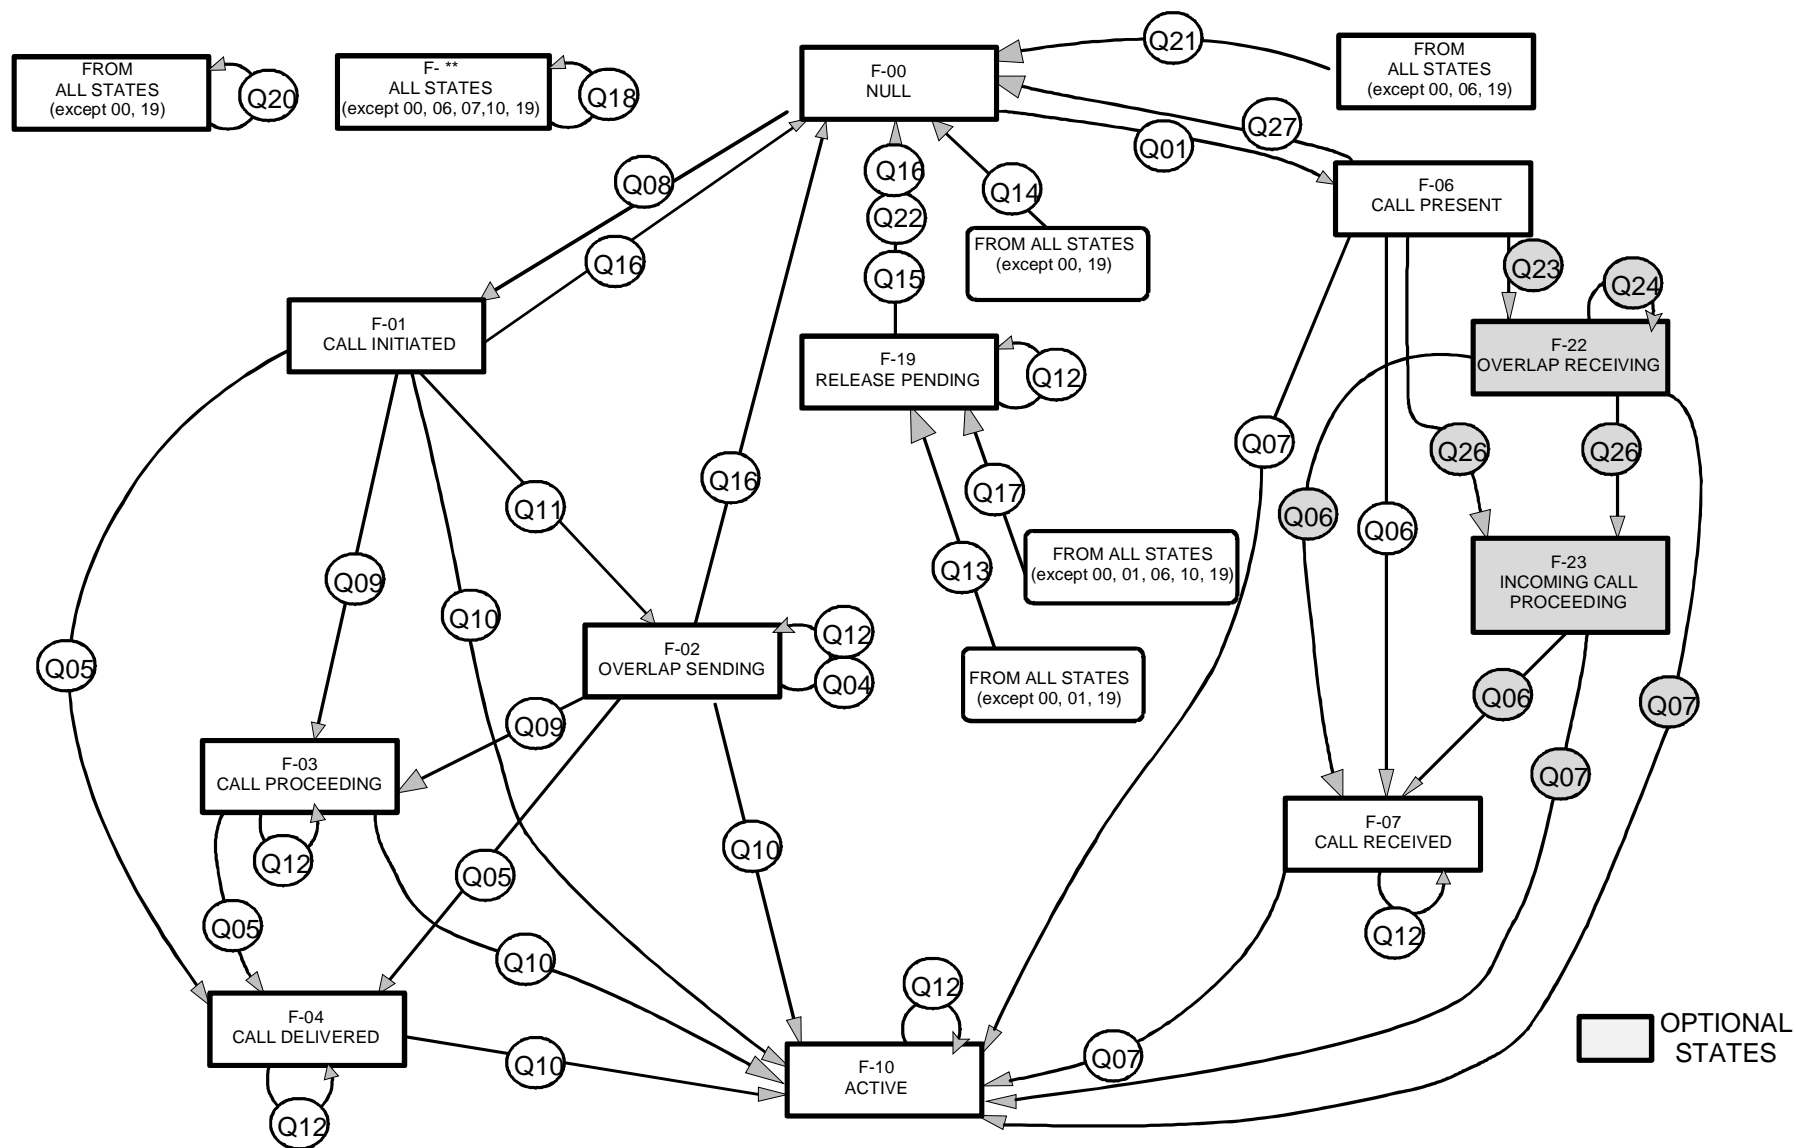 Q21
FROM
ALL STATES
(except 00, 19)
Q20
F- **
ALL STATES
(except 00, 06, 07,10, 19)
Q18
F-00
NULL
FROM
ALL STATES
(except 00, 06, 19)
Q27
Q01
Q08
Q16
Q16
Q22
Q15
Q14
FROM ALL STATES
(except 00, 19)
F-06
CALL PRESENT
Q23
Q24
F-01
CALL INITIATED
F-19
RELEASE PENDING
Q12
F-22
OVERLAP RECEIVING
Q07
Q26
Q26
Q16
Q11
Q17
Q06
Q06
FROM ALL STATES
(except 00, 01, 06, 10, 19)
Q13
F-23
INCOMING CALL
PROCEEDING
Q09
Q10
Q05
F-02
OVERLAP SENDING
Q12
Q04
FROM ALL STATES
(except 00, 01, 19)
Q06
Q07
Q09
Q07
F-03
CALL PROCEEDING
Q12
Q05
Q10
F-07
CALL RECEIVED
Q12
Q05
Q10
Q12
F-04
CALL DELIVERED
Q10
Q12
F-10
ACTIVE
Q07
OPTIONAL
STATES